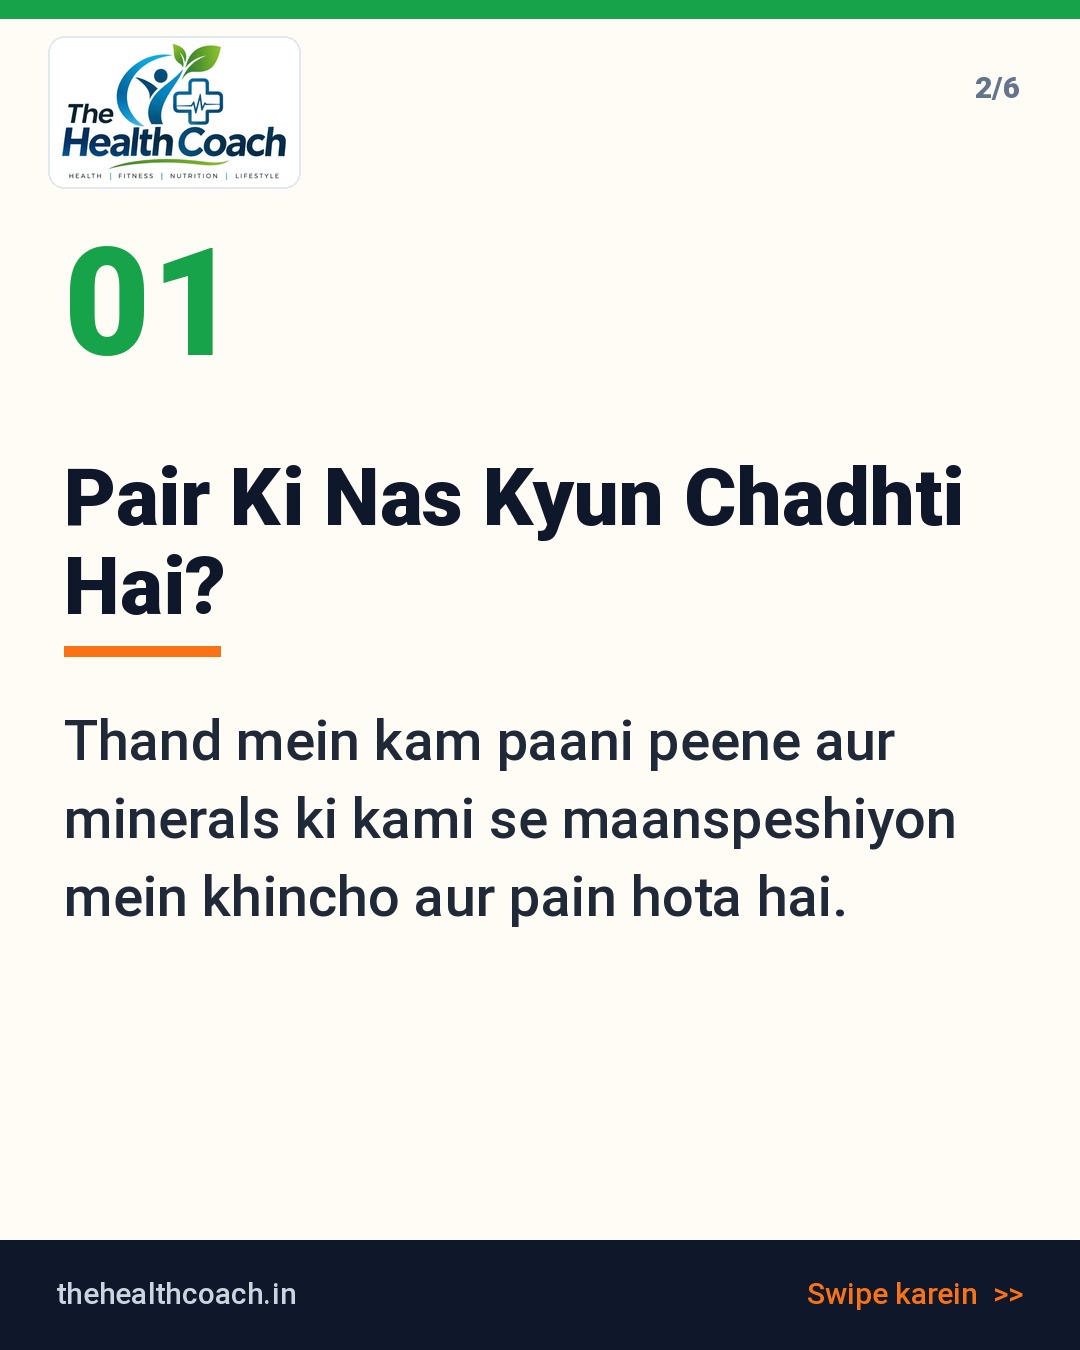 The
Health Coach
HEALTH | FITNESS | NUTRITION | LIFESTYLE
2/6
01
Pair Ki Nas Kyun Chadhti
Hai?
Thand mein kam paani peene aur
minerals ki kami se maanspeshiyon
mein khincho aur pain hota hai.
thehealthcoach.in
Swipe karein >>